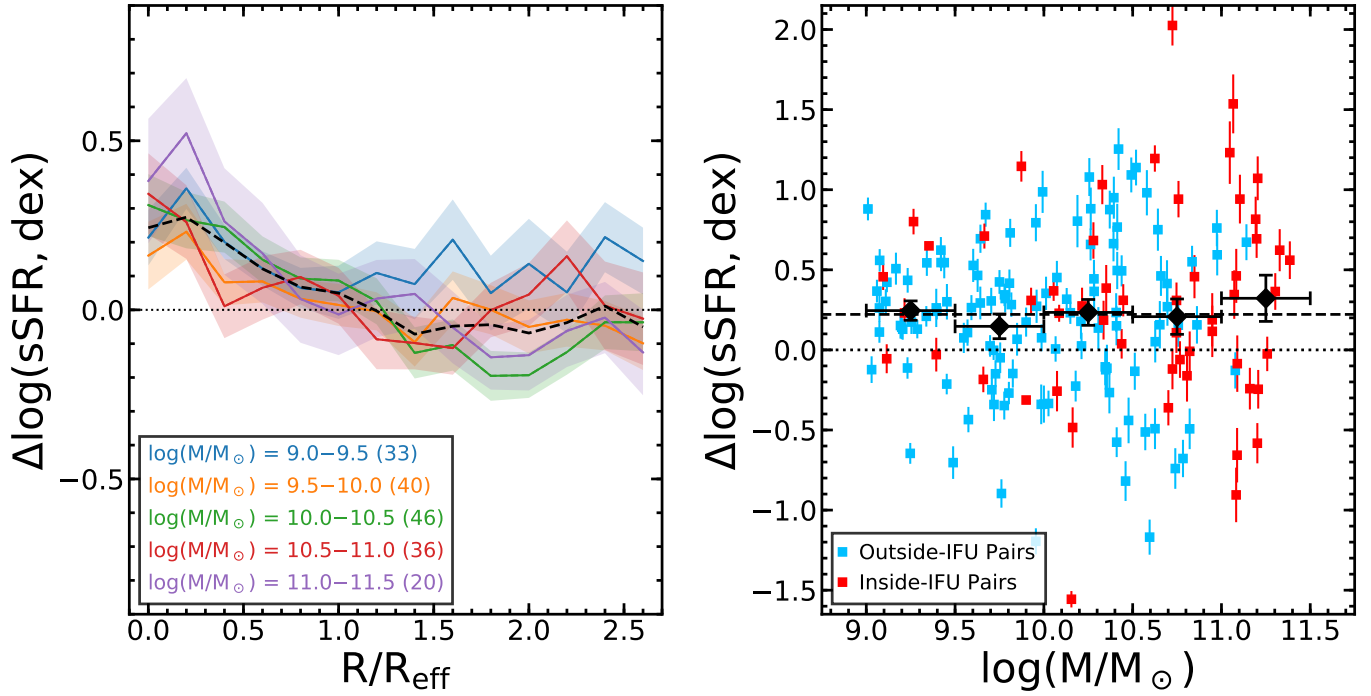 Δlog(sSFR, dex)
0.5
0.0
−0.5
log(M/M⊙) = 9.0−9.5 (33)
log(M/M⊙) = 9.5−10.0 (40)
log(M/M⊙) = 10.0−10.5 (46)
log(M/M⊙) = 10.5−11.0 (36)
log(M/M⊙) = 11.0−11.5 (20)
0.0 0.5 1.0 1.5 2.0 2.5
R/Reff
Δlog(sSFR, dex)
2.0
1.5
1.0
0.5
0.0
−0.5
−1.0
−1.5
Outside-IFU Pairs
Inside-IFU Pairs
9.0 9.5 10.0 10.5 11.0 11.5
log(M/M⊙)